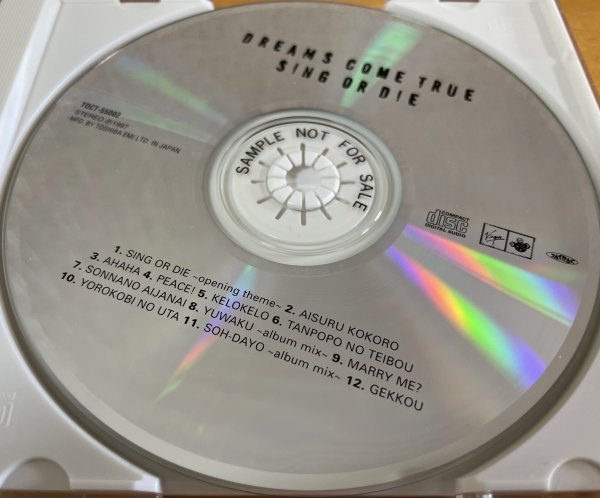 DREAMS COME TRUE
SING OR DIE
TOCT-9XD02
STEREO ℗1997
MFD. BY TOSHIBA EMI LTD. IN JAPAN
SAMPLE NOT FOR SALE
COMPACT
disc
DIGITAL AUDIO
Virgin
1. SING OR DIE ~opening theme~ 2. AISURU KOKORO
3. AHAHA 4. PEACE! 5. KELOKELO 6. TANPOPO NO TEIBOU
7. SONNANO AIJANAI 8. YUWAKU ~album mix~ 9. MARRY ME?
10. YOROKOBI NO UTA 11. SOH-DAYO ~album mix~ 12. GEKKOU